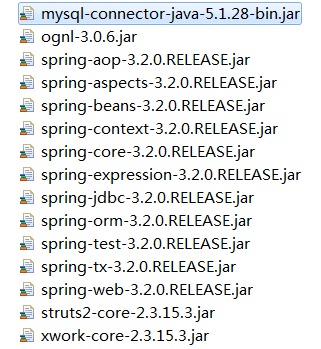 mysql-connector-java-5.1.28-bin.jar
ognl-3.0.6.jar
spring-aop-3.2.0.RELEASE.jar
spring-aspects-3.2.0.RELEASE.jar
spring-beans-3.2.0.RELEASE.jar
spring-context-3.2.0.RELEASE.jar
spring-core-3.2.0.RELEASE.jar
spring-expression-3.2.0.RELEASE.jar
spring-jdbc-3.2.0.RELEASE.jar
spring-orm-3.2.0.RELEASE.jar
spring-test-3.2.0.RELEASE.jar
spring-tx-3.2.0.RELEASE.jar
spring-web-3.2.0.RELEASE.jar
struts2-core-2.3.15.3.jar
xwork-core-2.3.15.3.jar